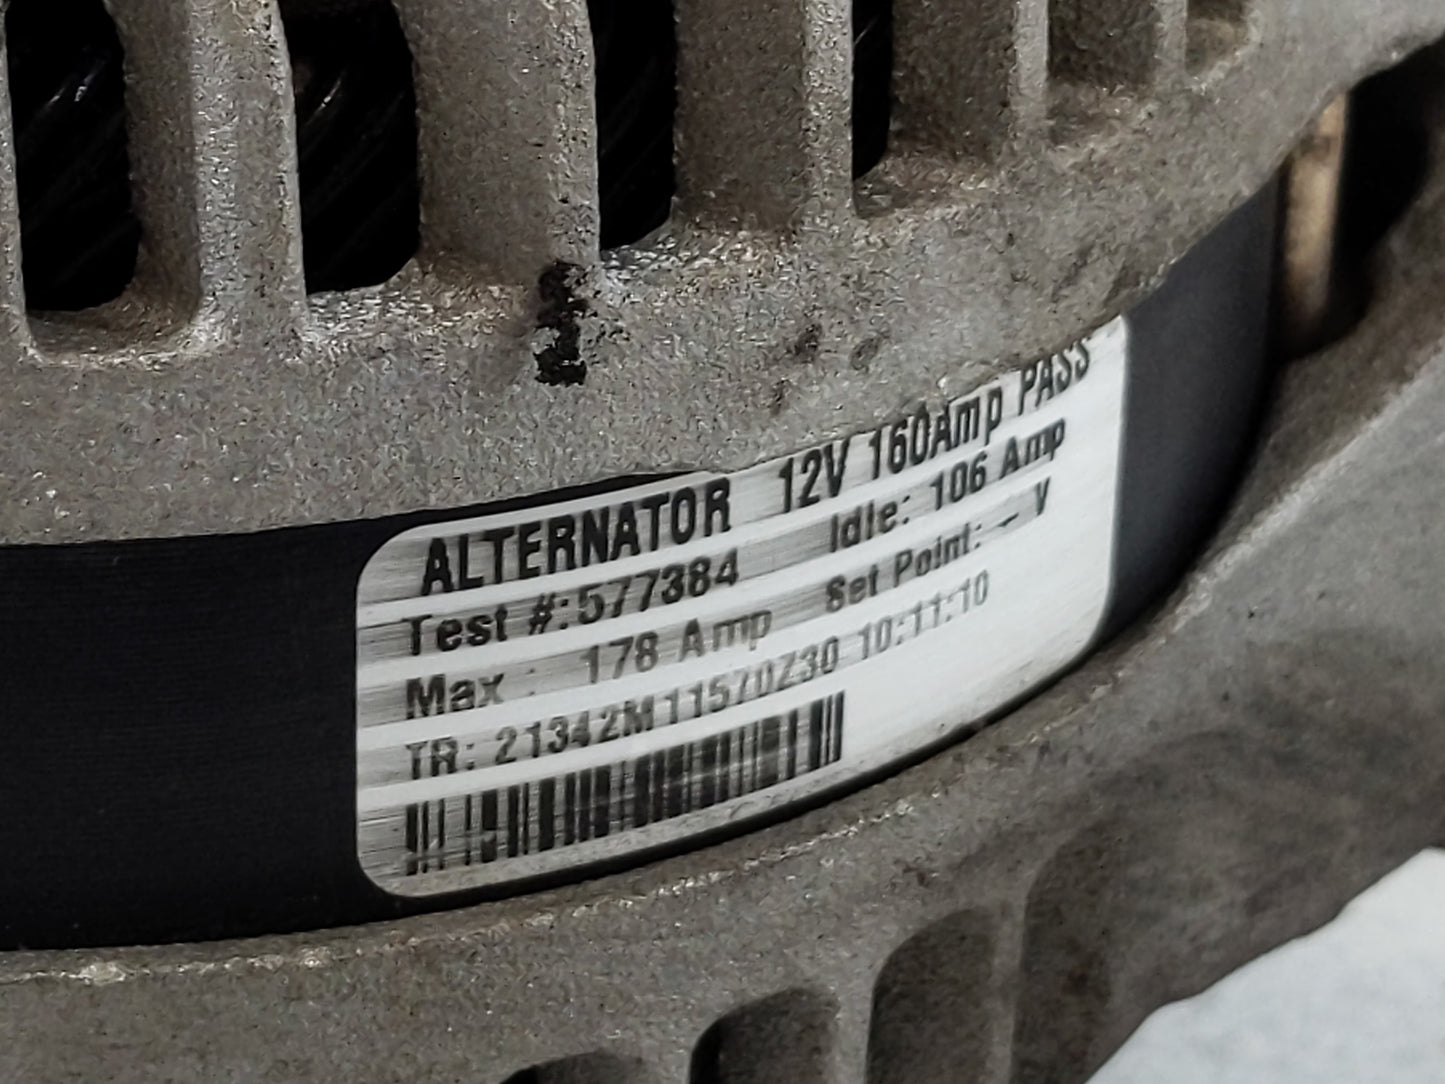 ALTERNATOR 12V 160Amp PASS
Test #: 577384 Idle: 106 Amp
Max : 178 Amp Set Point: - V
TR: 21342M11570Z30 10:11:10